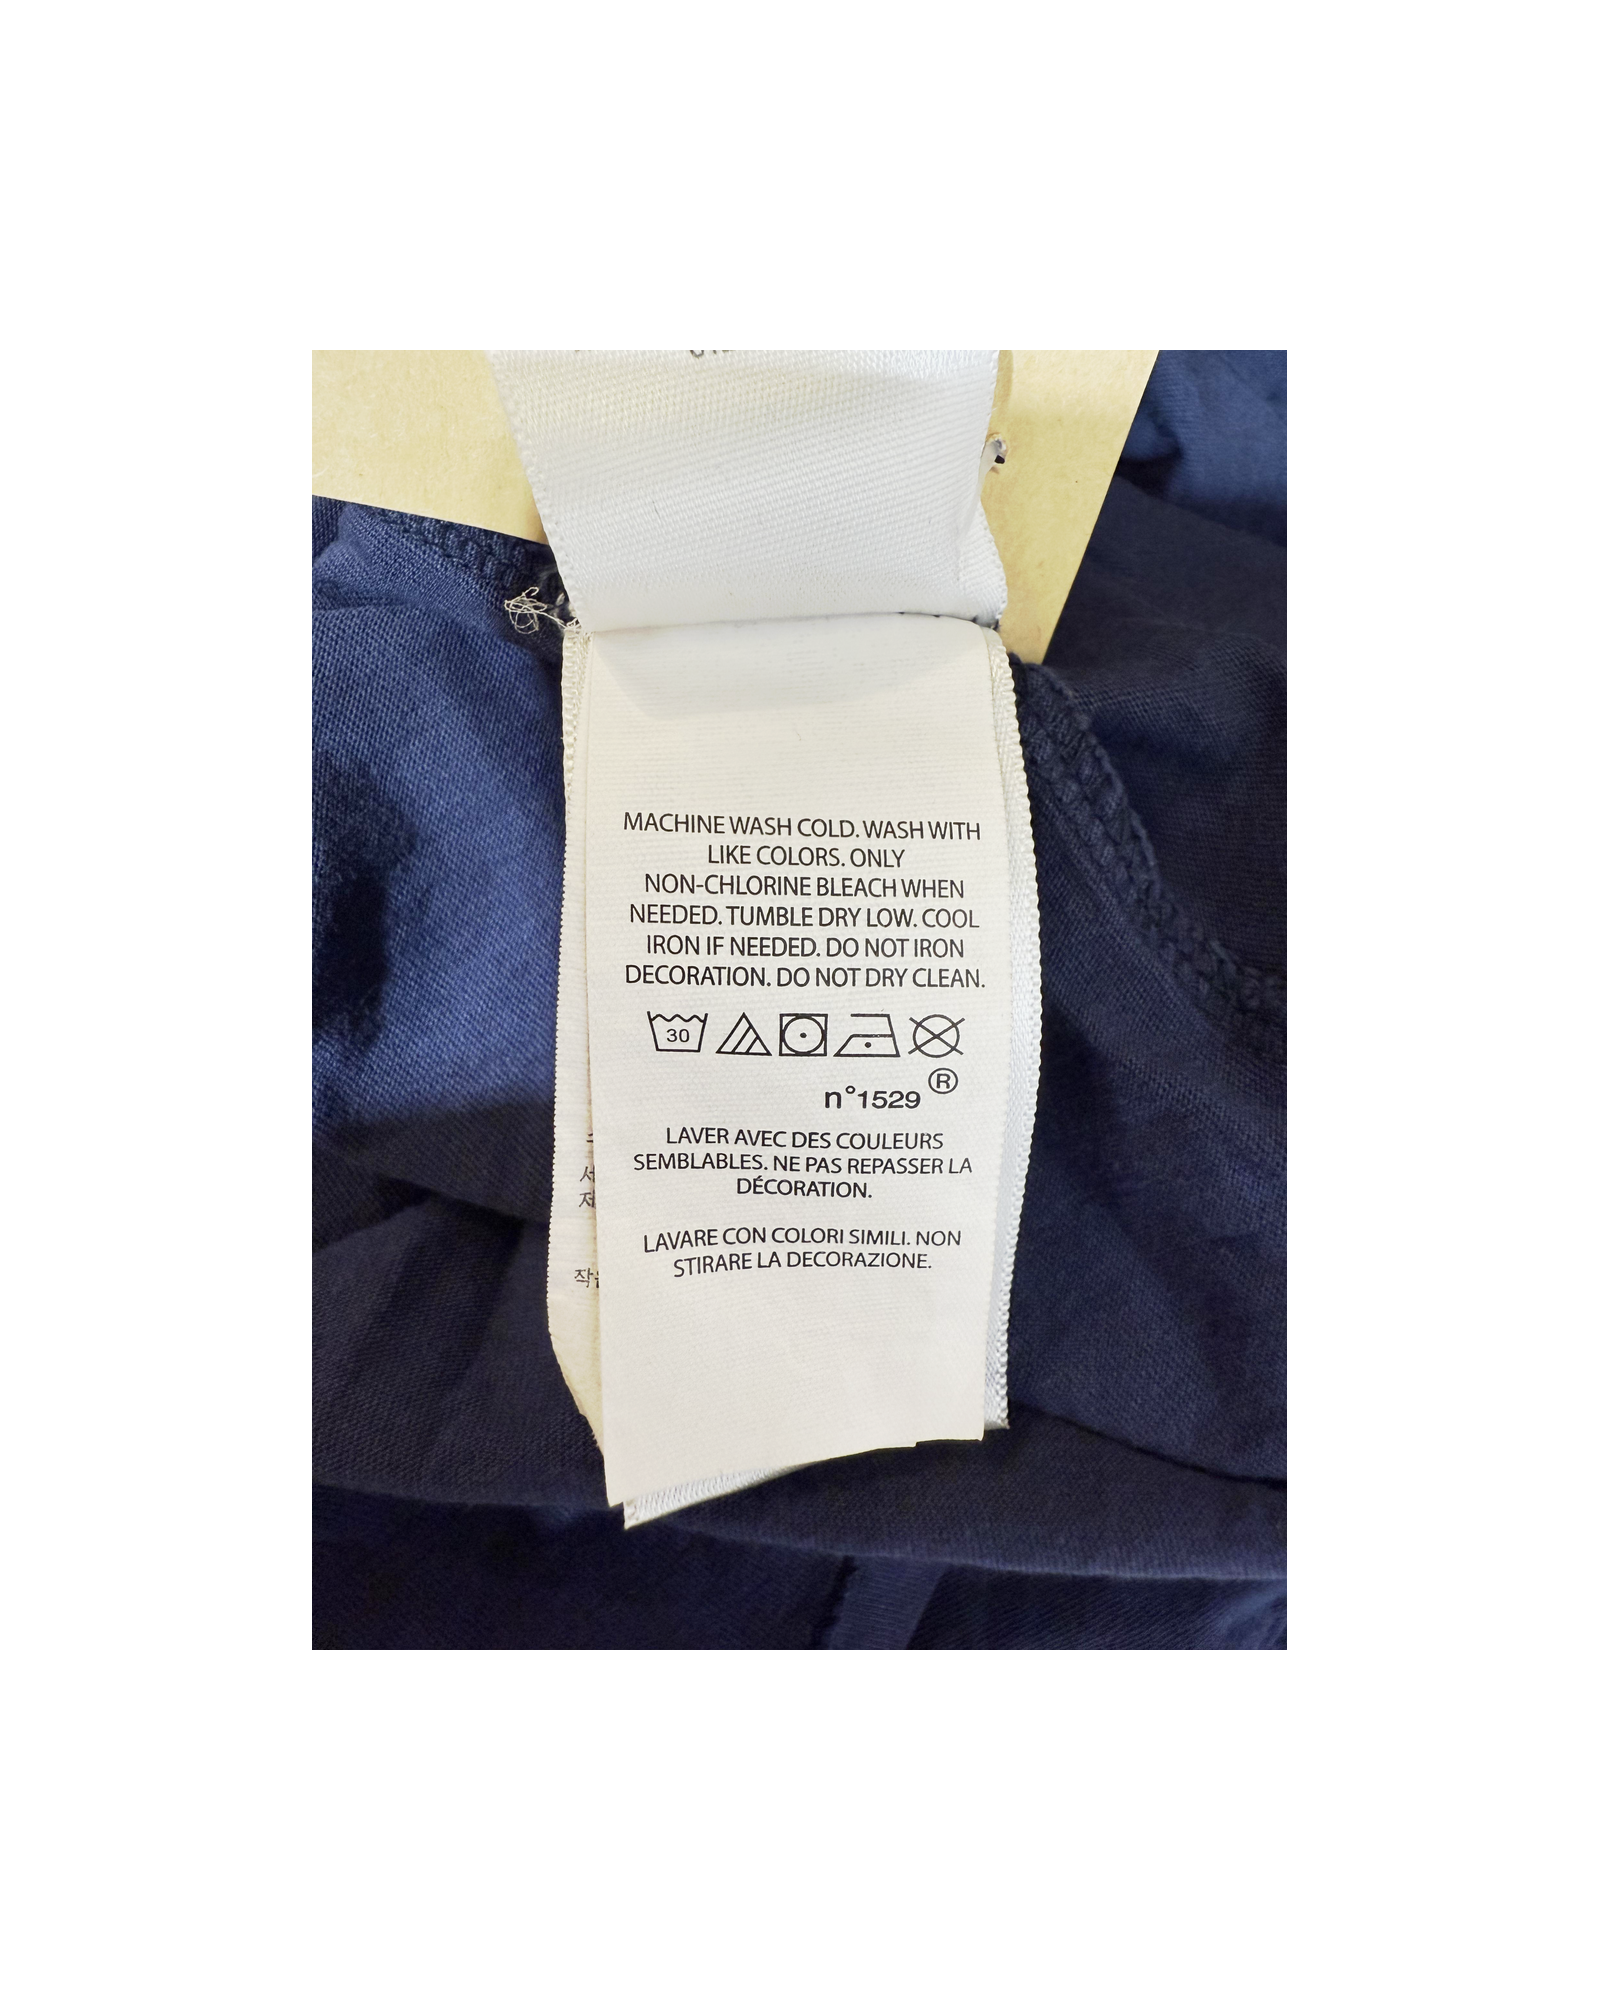 MACHINE WASH COLD. WASH WITH
LIKE COLORS. ONLY
NON-CHLORINE BLEACH WHEN
NEEDED. TUMBLE DRY LOW. COOL
IRON IF NEEDED. DO NOT IRON
DECORATION. DO NOT DRY CLEAN.
30
n°1529 ®
LAVER AVEC DES COULEURS
SEMBLABLES. NE PAS REPASSER LA
DÉCORATION.
LAVARE CON COLORI SIMILI. NON
STIRARE LA DECORAZIONE.